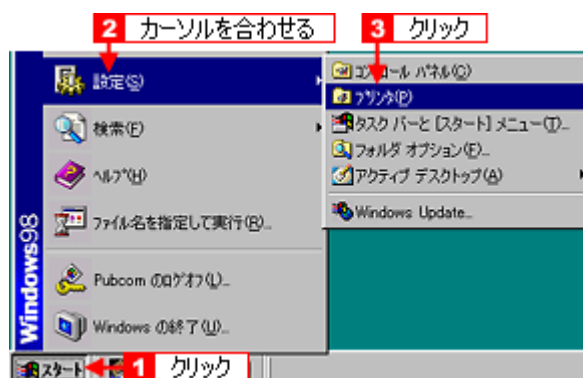 2 カーソルを合わせる
3 クリック
設定(S)
検索(F)
ヘルプ(H)
ファイル名を指定して実行(R)...
Pubcom のログオフ(L)...
Windows の終了(U)...
Windows98
コントロール パネル(C)
プリンタ(P)
タスク バーと [スタート] メニュー(T)...
フォルダ オプション(F)...
アクティブ デスクトップ(A)
Windows Update...
スタート
1 クリック